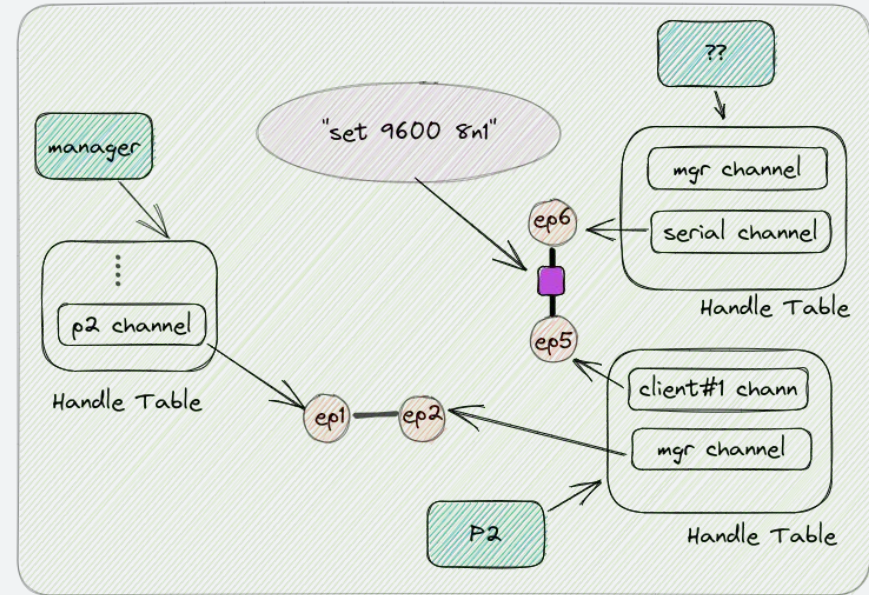 ??
manager
"set 9600 8n1"
mgr channel
ep6
serial channel
p2 channel
Handle Table
ep5
Handle Table
client#1 chann
ep1
ep2
mgr channel
P2
Handle Table